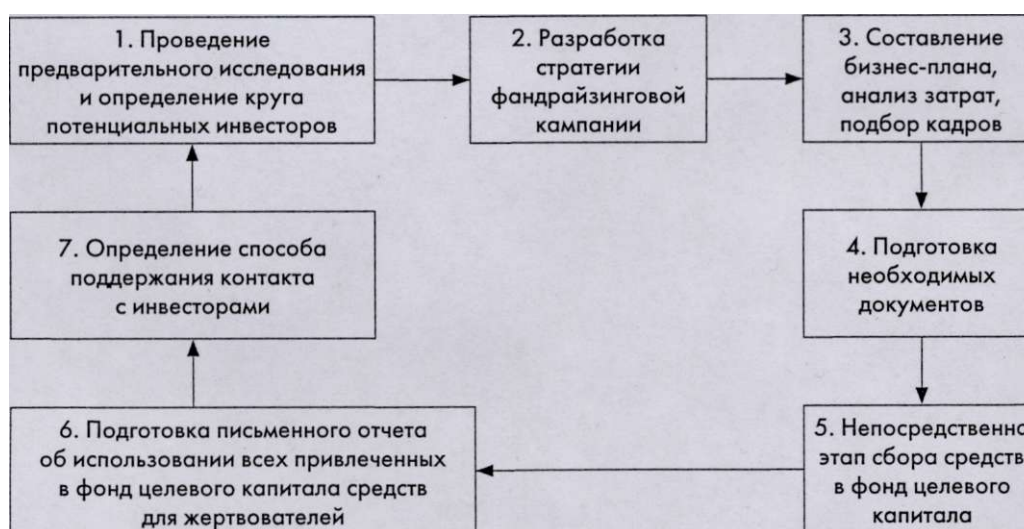 1. Проведение
предварительного исследования
и определение круга
потенциальных инвесторов
2. Разработка
стратегии
фандрайзинговой
кампании
3. Составление
бизнес-плана,
анализ затрат,
подбор кадров
4. Подготовка
необходимых
документов
5. Непосредственно
этап сбора средств
в фонд целевого
капитала
6. Подготовка письменного отчета
об использовании всех привлеченных
в фонд целевого капитала средств
для жертвователей
7. Определение способа
поддержания контакта
с инвесторами